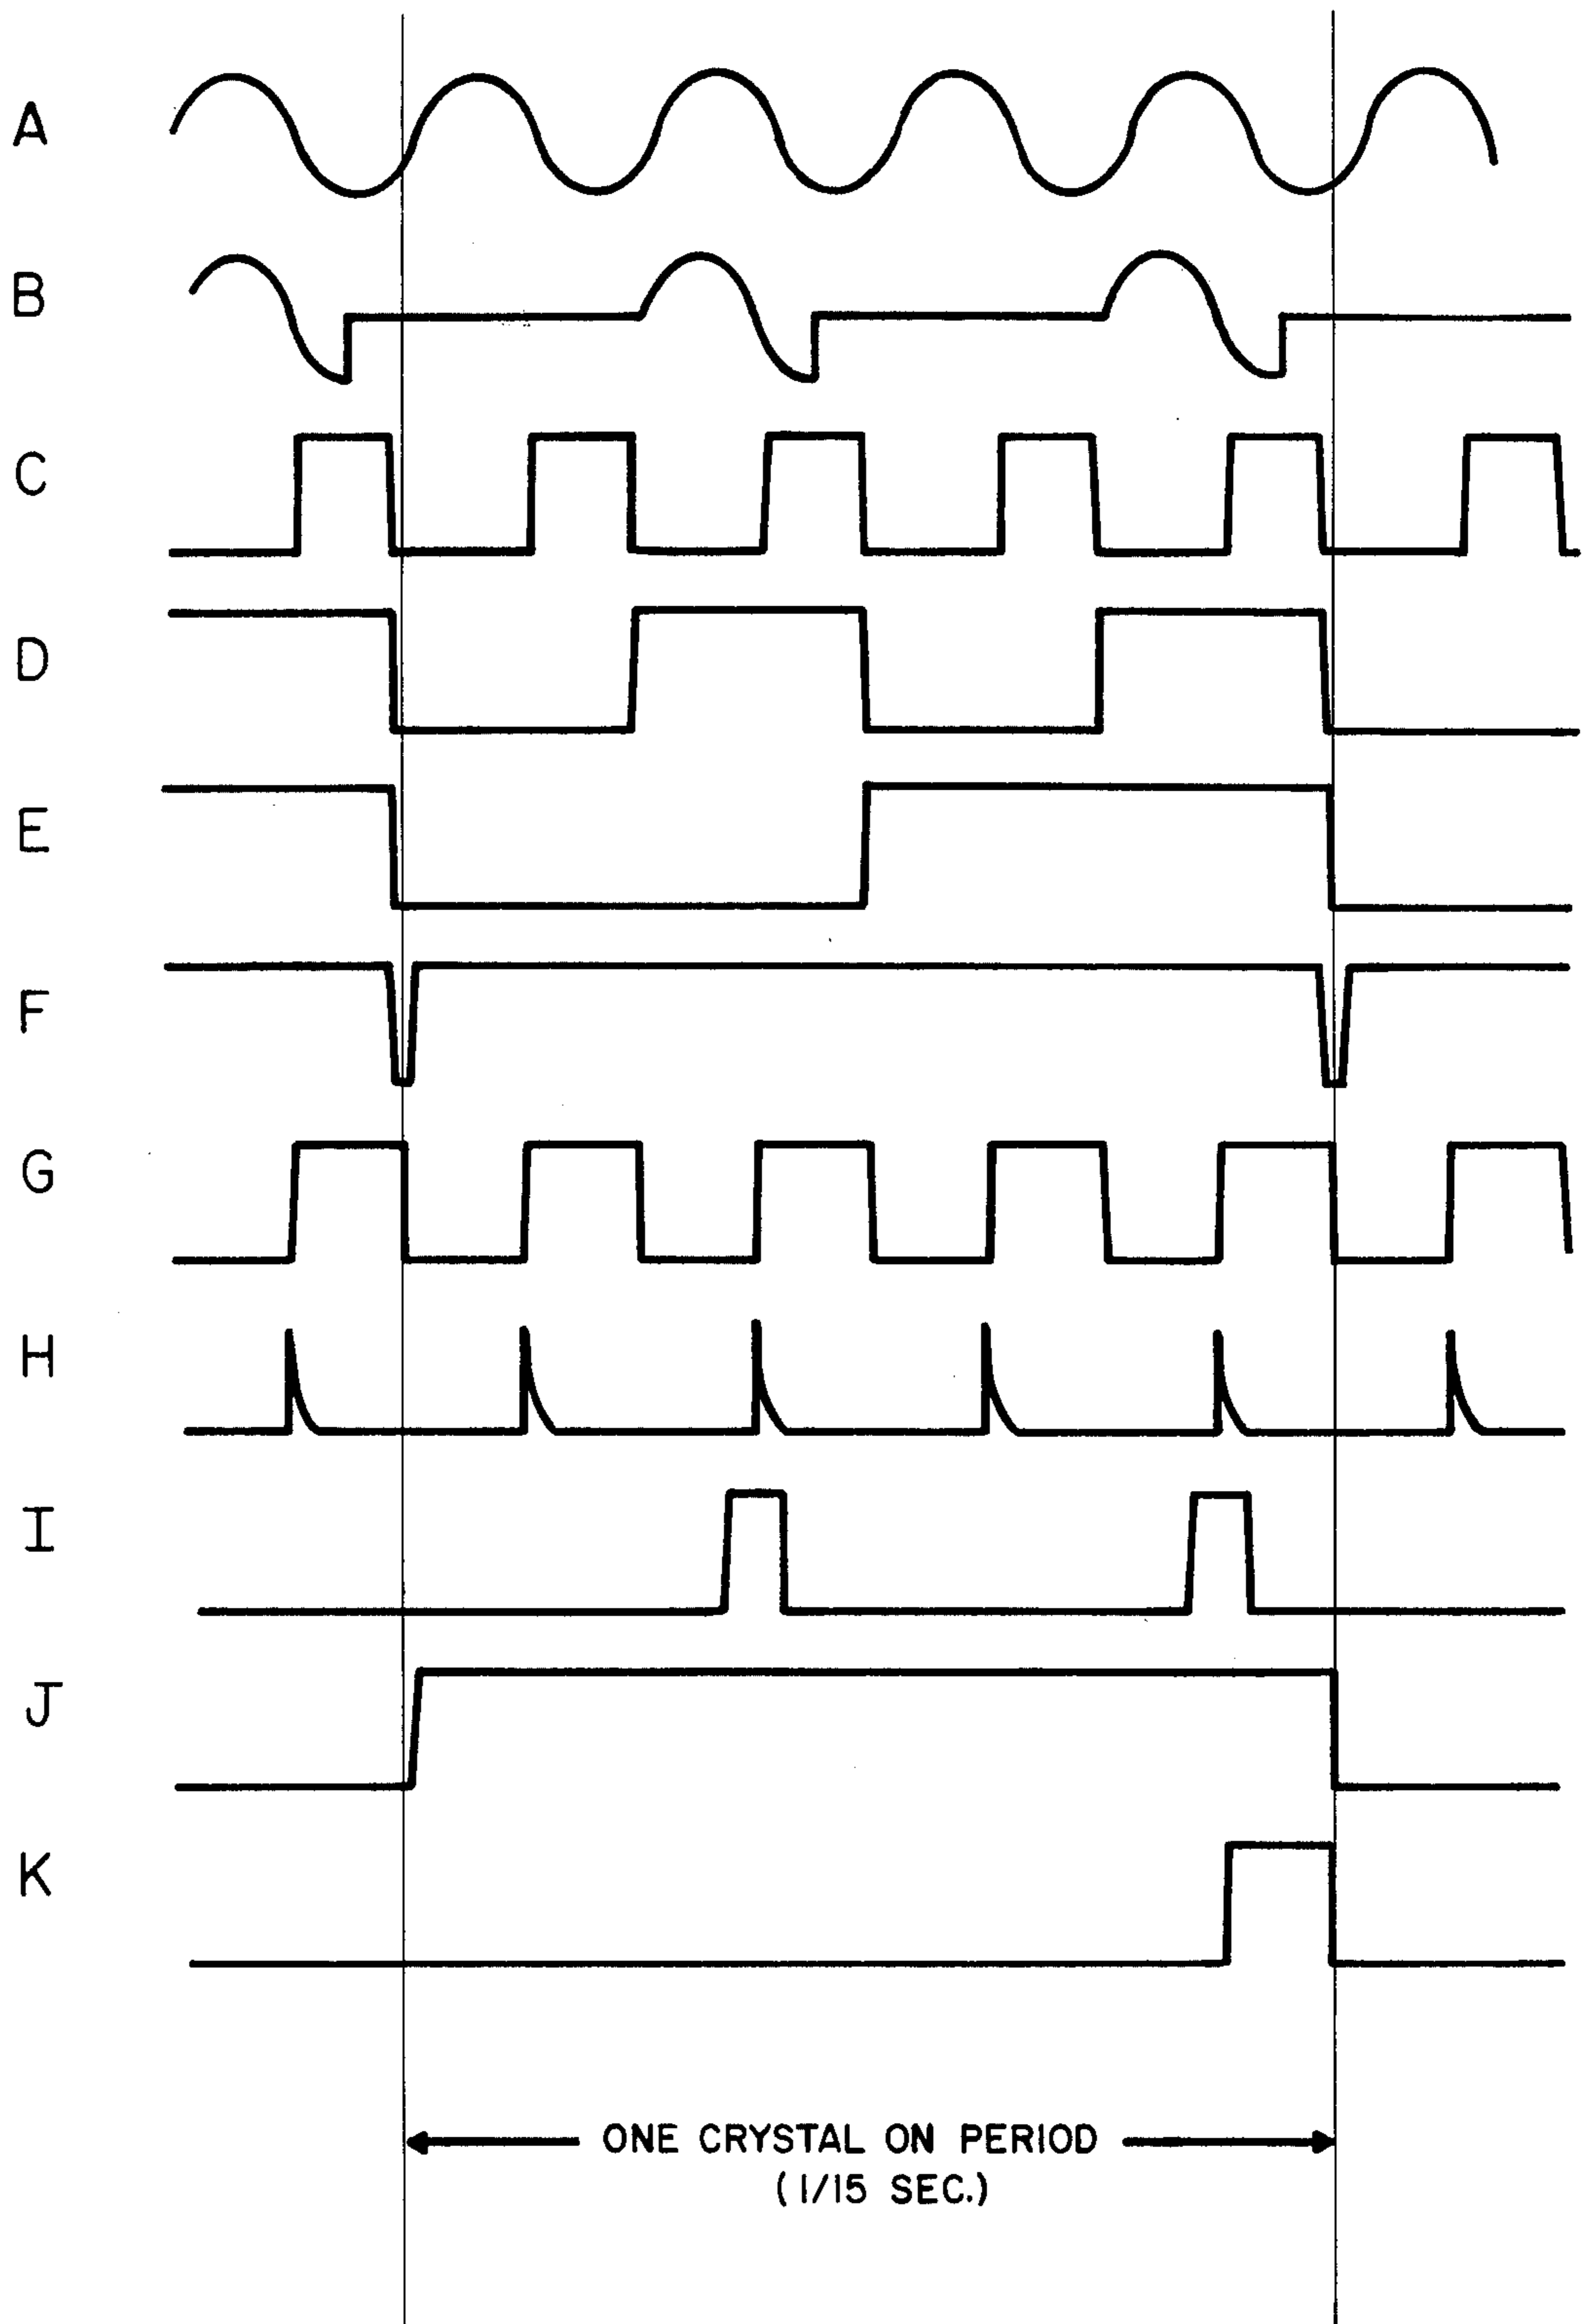 A
B
C
D
E
F
G
H
I
J
K
ONE CRYSTAL ON PERIOD
(1/15 SEC.)